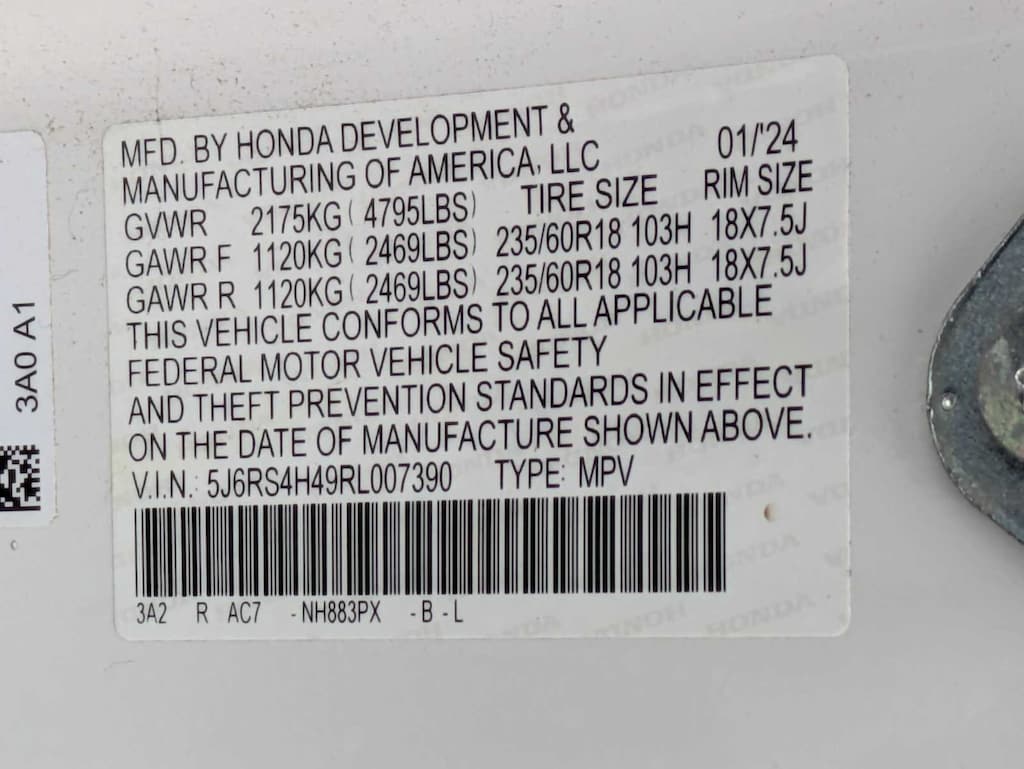 MFD. BY HONDA DEVELOPMENT &
MANUFACTURING OF AMERICA, LLC 01/'24
GVWR 2175KG ( 4795LBS) TIRE SIZE RIM SIZE
GAWR F 1120KG ( 2469LBS) 235/60R18 103H 18X7.5J
GAWR R 1120KG ( 2469LBS) 235/60R18 103H 18X7.5J
THIS VEHICLE CONFORMS TO ALL APPLICABLE
FEDERAL MOTOR VEHICLE SAFETY
AND THEFT PREVENTION STANDARDS IN EFFECT
ON THE DATE OF MANUFACTURE SHOWN ABOVE.
V.I.N.: 5J6RS4H49RL007390 TYPE: MPV
3A2 R AC7 -NH883PX -B -L
3A0 A1